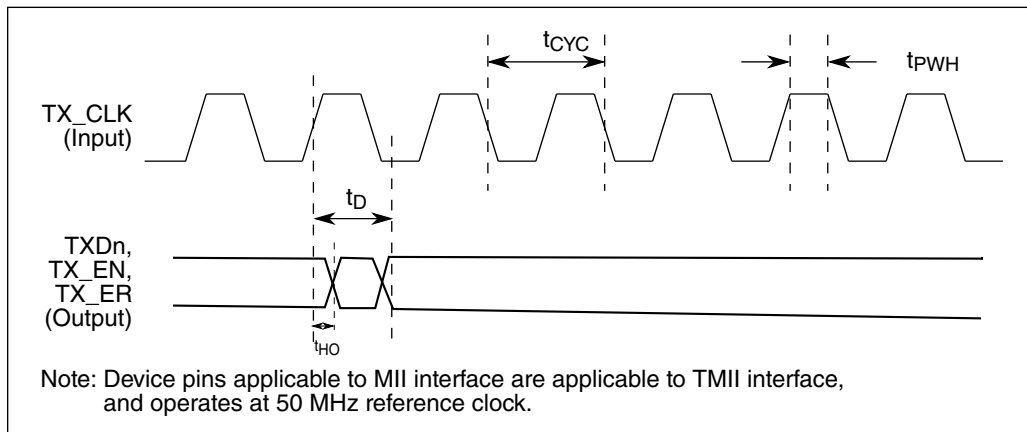 tCYC
tPWH
TX_CLK
(Input)
tD
TXDn,
TX_EN,
TX_ER
(Output)
tHO
Note: Device pins applicable to MII interface are applicable to TMII interface,
and operates at 50 MHz reference clock.